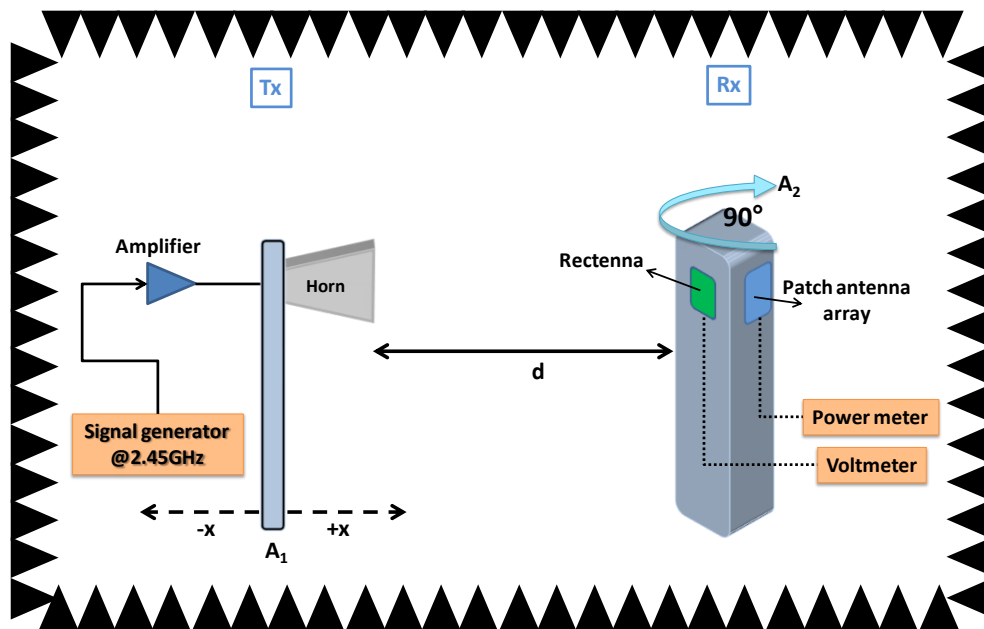 Tx
Rx
A2
90°
Amplifier
Rectenna
Horn
Patch antenna
array
d
Signal generator
@2.45GHz
Power meter
Voltmeter
-x
+x
A1